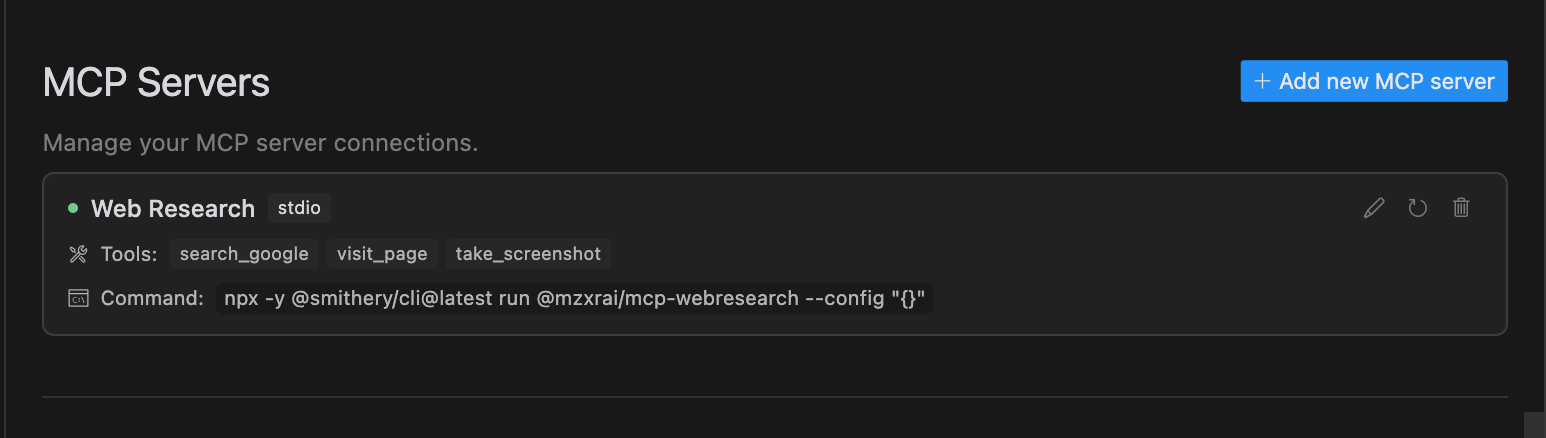 MCP Servers
+ Add new MCP server
Manage your MCP server connections.
Web Research stdio
Tools: search_google visit_page take_screenshot
C:\ Command: npx -y @smithery/cli@latest run @mzxrai/mcp-webresearch --config "{}"